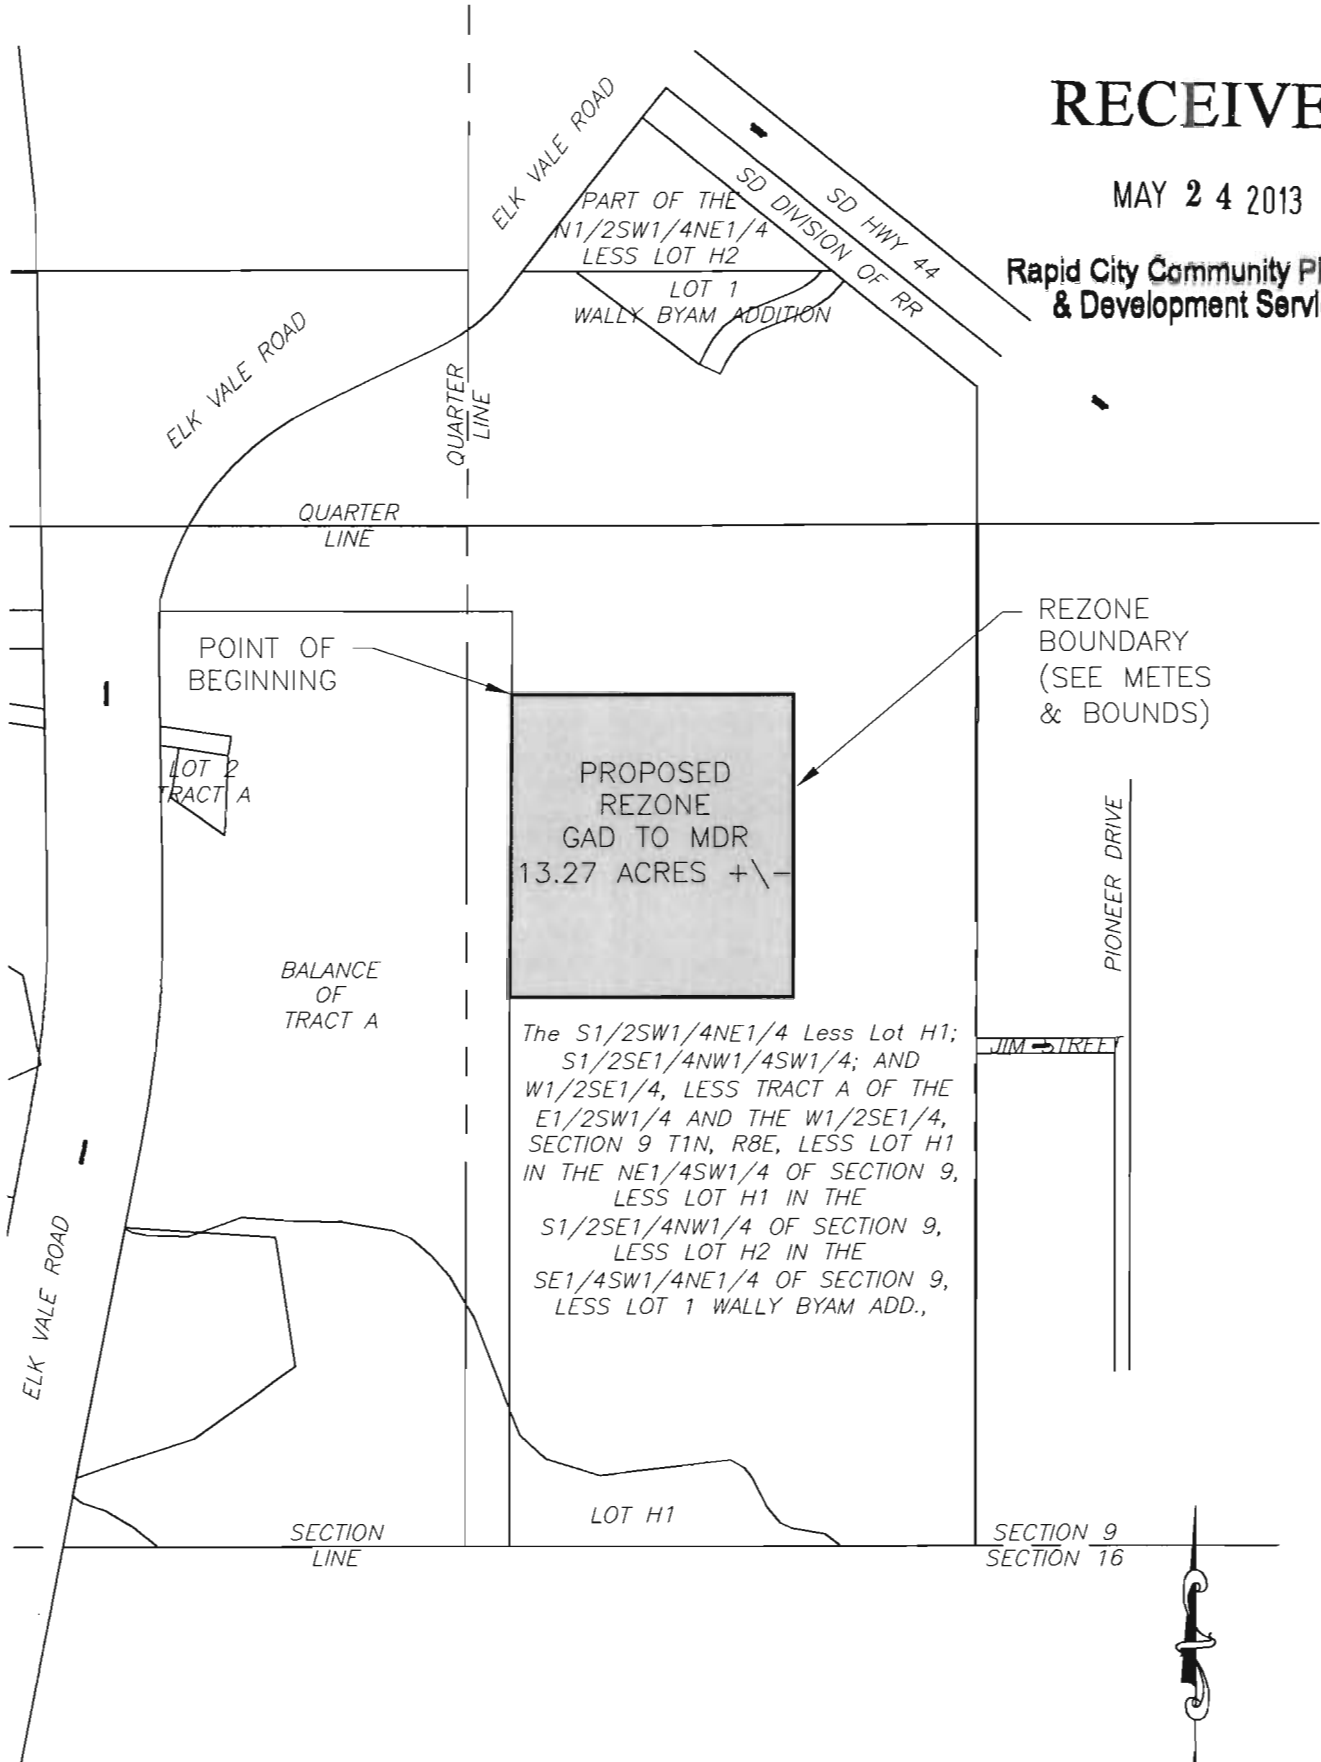 RECEIVE
MAY 24 2013
Rapid City Community Pl
& Development Servi
ELK VALE ROAD
SD HWY 44
SD DIVISION OF RR
PART OF THE
N1/2SW1/4NE1/4
LESS LOT H2
LOT 1
WALLY BYAM ADDITION
ELK VALE ROAD
QUARTER
LINE
QUARTER
LINE
POINT OF
BEGINNING
REZONE
BOUNDARY
(SEE METES
& BOUNDS)
LOT 2
TRACT A
PROPOSED
REZONE
GAD TO MDR
13.27 ACRES +\-
PIONEER DRIVE
BALANCE
OF
TRACT A
The S1/2SW1/4NE1/4 Less Lot H1;
S1/2SE1/4NW1/4SW1/4; AND
W1/2SE1/4, LESS TRACT A OF THE
E1/2SW1/4 AND THE W1/2SE1/4,
SECTION 9 T1N, R8E, LESS LOT H1
IN THE NE1/4SW1/4 OF SECTION 9,
LESS LOT H1 IN THE
S1/2SE1/4NW1/4 OF SECTION 9,
LESS LOT H2 IN THE
SE1/4SW1/4NE1/4 OF SECTION 9,
LESS LOT 1 WALLY BYAM ADD.,
JIM STREET
ELK VALE ROAD
LOT H1
SECTION
LINE
SECTION 9
SECTION 16